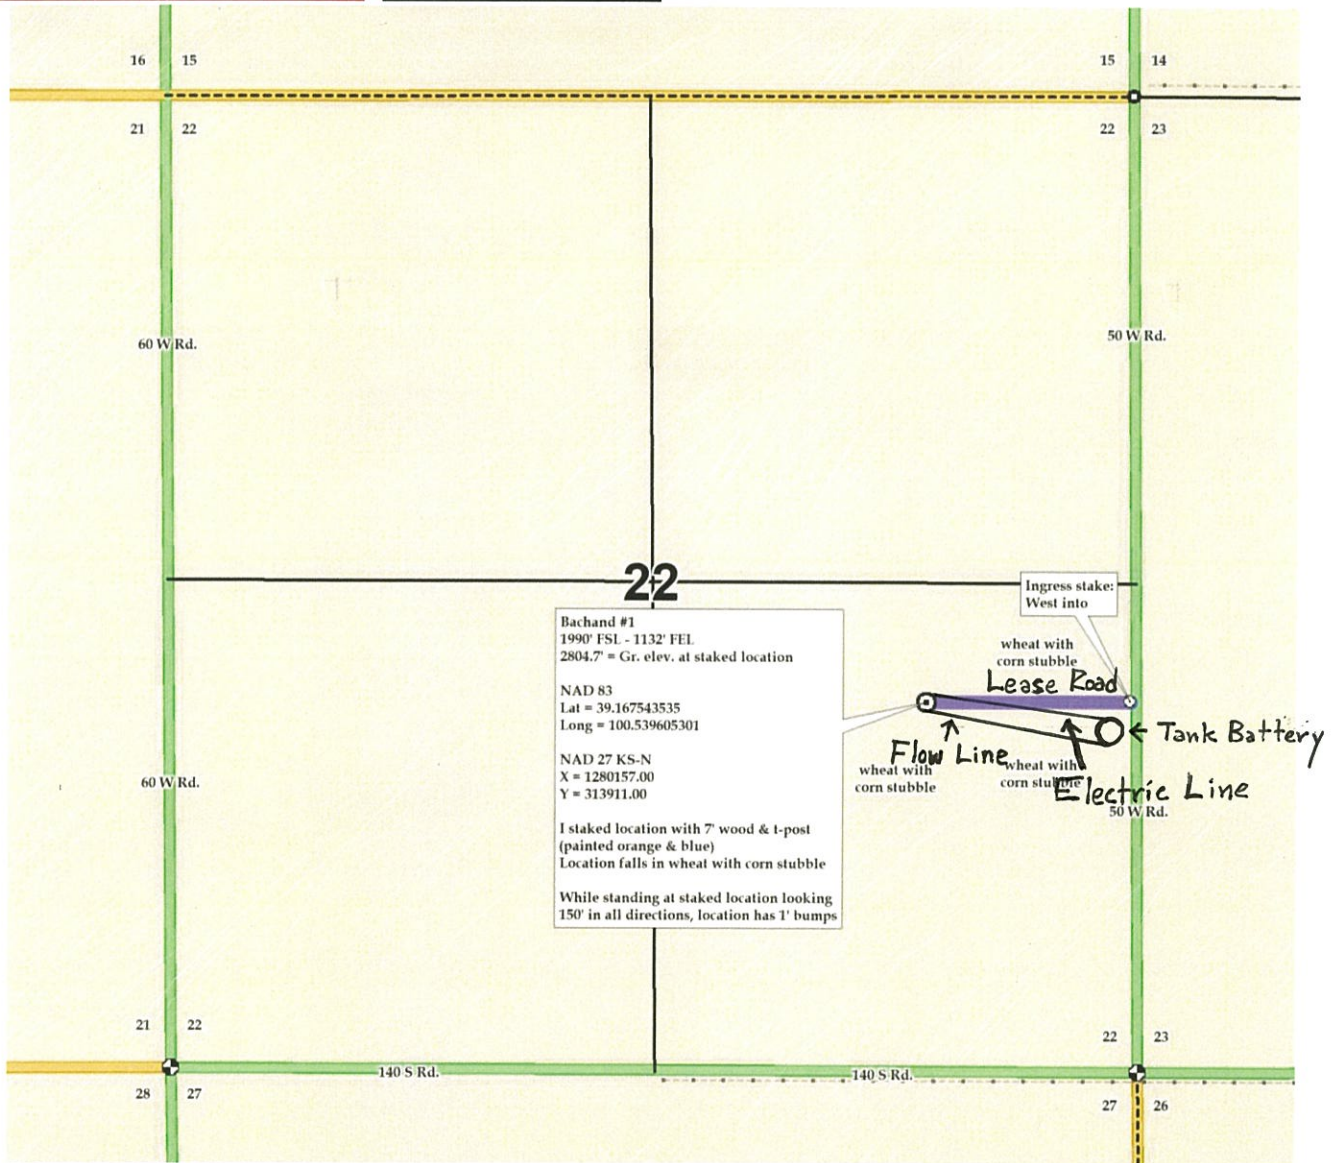 16 15
15 14
21 22
22 23
60 W Rd.
50 W Rd.
22
Ingress stake:
West into
Bachand #1
1990' FSL - 1132' FEL
2804.7' = Gr. elev. at staked location
NAD 83
Lat = 39.167543535
Long = 100.539605301
NAD 27 KS-N
X = 1280157.00
Y = 313911.00
I staked location with 7' wood & t-post
(painted orange & blue)
Location falls in wheat with corn stubble
While standing at staked location looking
150' in all directions, location has 1' bumps
wheat with
corn stubble
Lease Road
Tank Battery
Flow Line
wheat with
corn stubble
wheat with
corn stubble
Electric Line
60 W Rd.
50 W Rd.
21 22
22 23
140 S Rd.
140 S Rd.
28 27
27 26